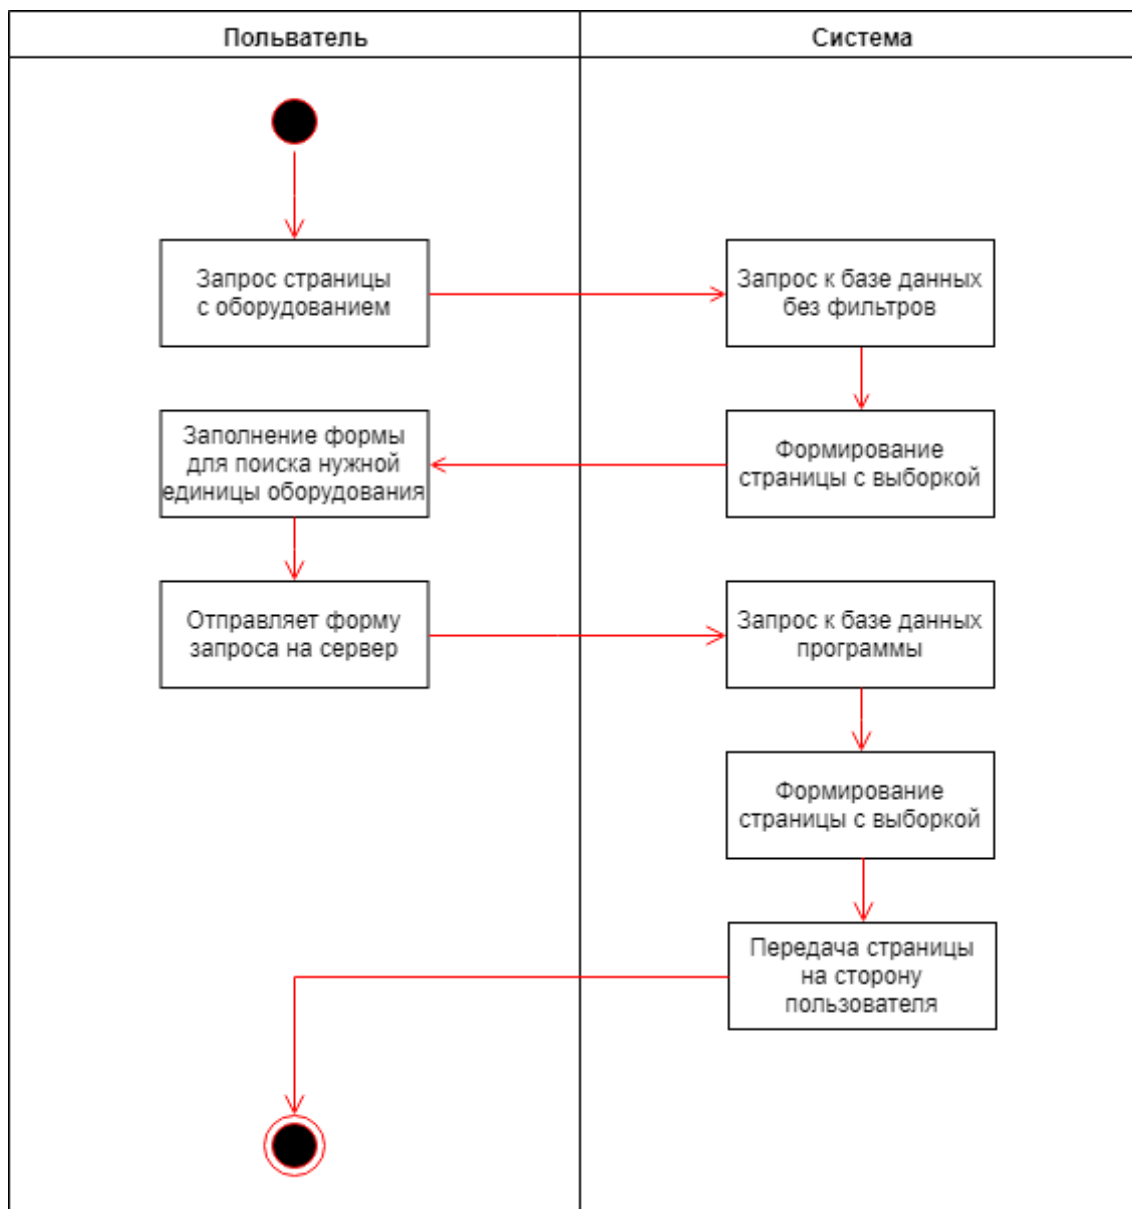 Польватель
Система
Запрос страницы
с оборудованием
Запрос к базе данных
без фильтров
Заполнение формы
для поиска нужной
единицы оборудования
Формирование
страницы с выборкой
Отправляет форму
запроса на сервер
Запрос к базе данных
программы
Формирование
страницы с выборкой
Передача страницы
на сторону
пользователя